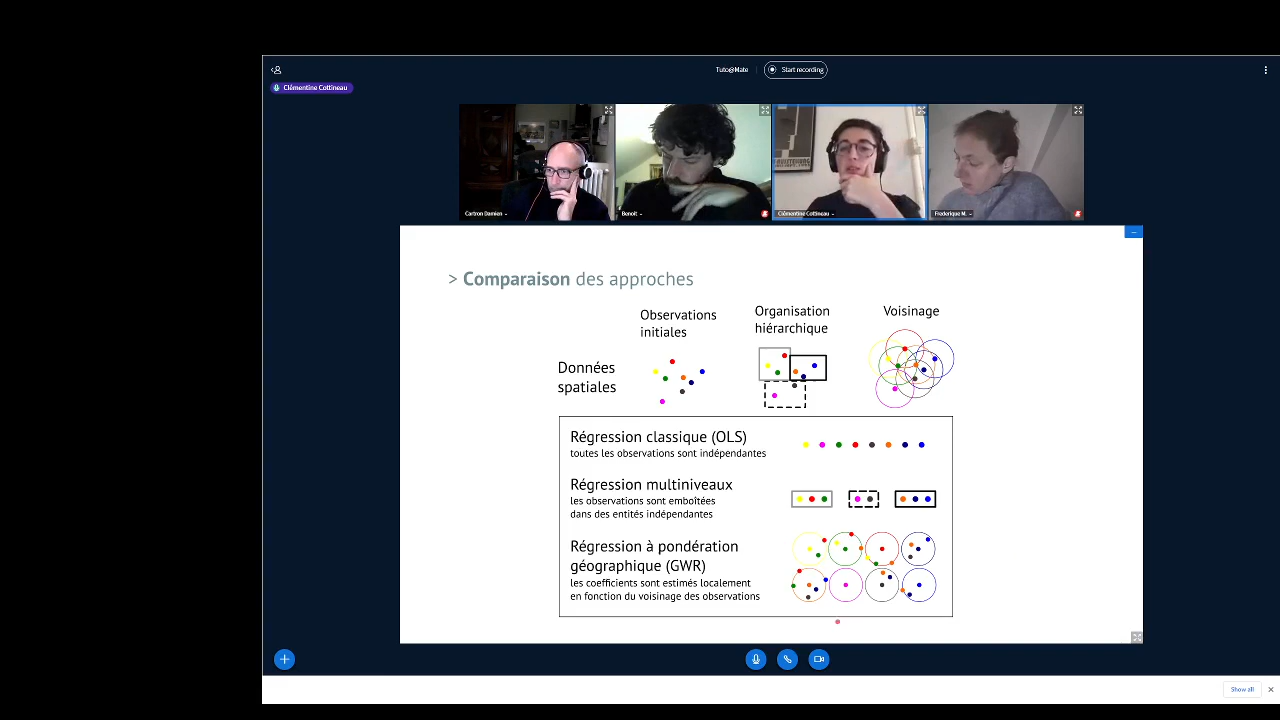 Tuto@Mate
Start recording
Clémentine Cottineau
Cartron Damien
Benoit
Clémentine Cottineau
Frederique M.
> Comparaison des approches
Observations
initiales
Organisation
hiérarchique
Voisinage
Données
spatiales
Régression classique (OLS)
toutes les observations sont indépendantes
Régression multiniveaux
les observations sont emboîtées
dans des entités indépendantes
Régression à pondération
géographique (GWR)
les coefficients sont estimés localement
en fonction du voisinage des observations
Show all